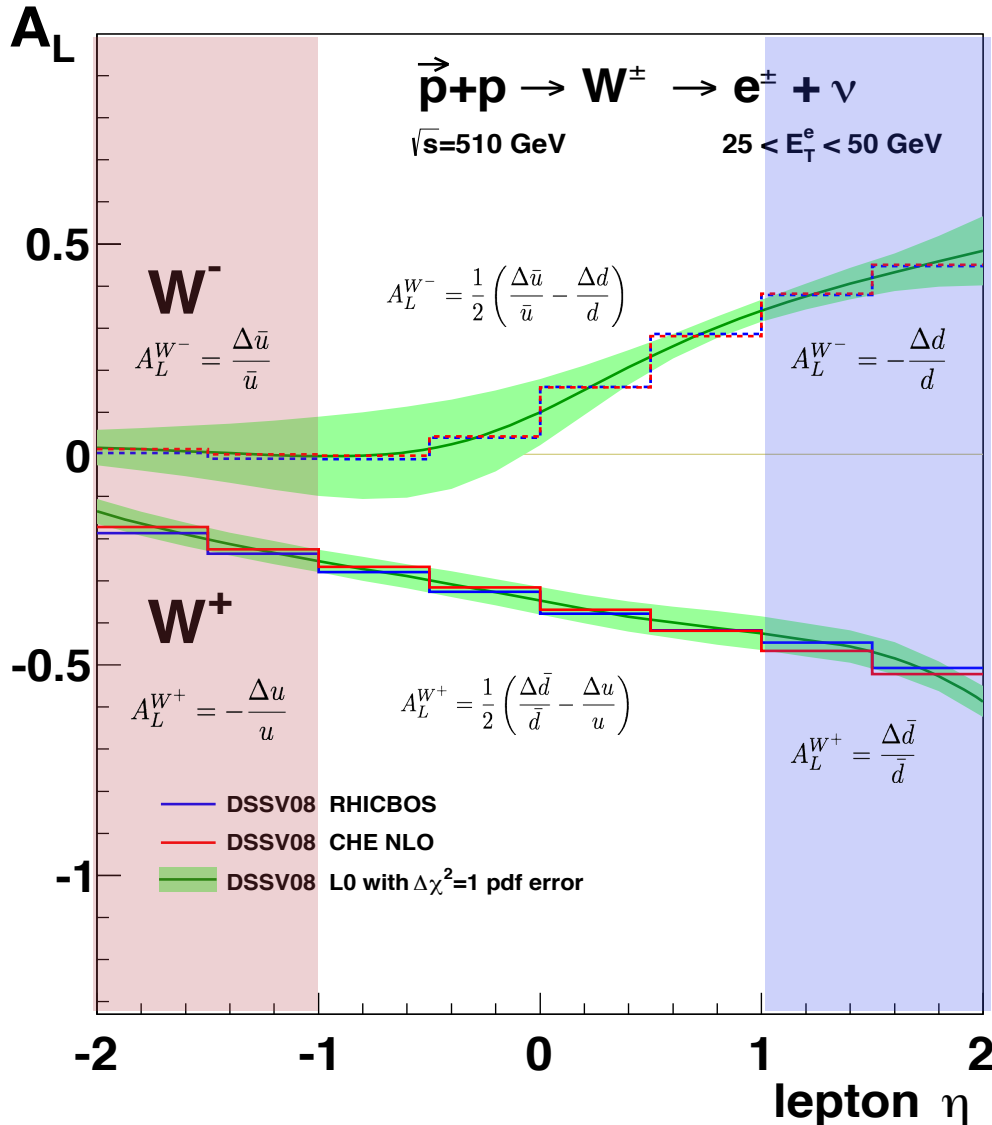 A_L
p⃗+p → W^± → e^± + ν
√s=510 GeV 25 < E_T^e < 50 GeV
0.5
W^-
A_L^{W^-} = 1/2 (Δū/ū − Δd/d)
A_L^{W^-} = Δū/ū
A_L^{W^-} = −Δd/d
0
W^+
-0.5
A_L^{W^+} = −Δu/u
A_L^{W^+} = 1/2 (Δd̄/d̄ − Δu/u)
A_L^{W^+} = Δd̄/d̄
DSSV08 RHICBOS
DSSV08 CHE NLO
-1
DSSV08 L0 with Δχ²=1 pdf error
-2 -1 0 1 2
lepton η